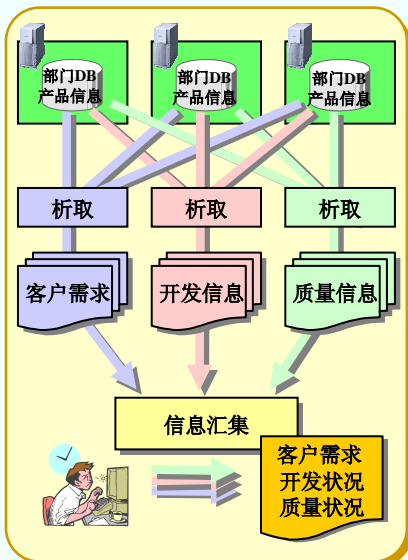 部门DB
产品信息
部门DB
产品信息
部门DB
产品信息
析取
析取
析取
客户需求
开发信息
质量信息
信息汇集
客户需求
开发状况
质量状况